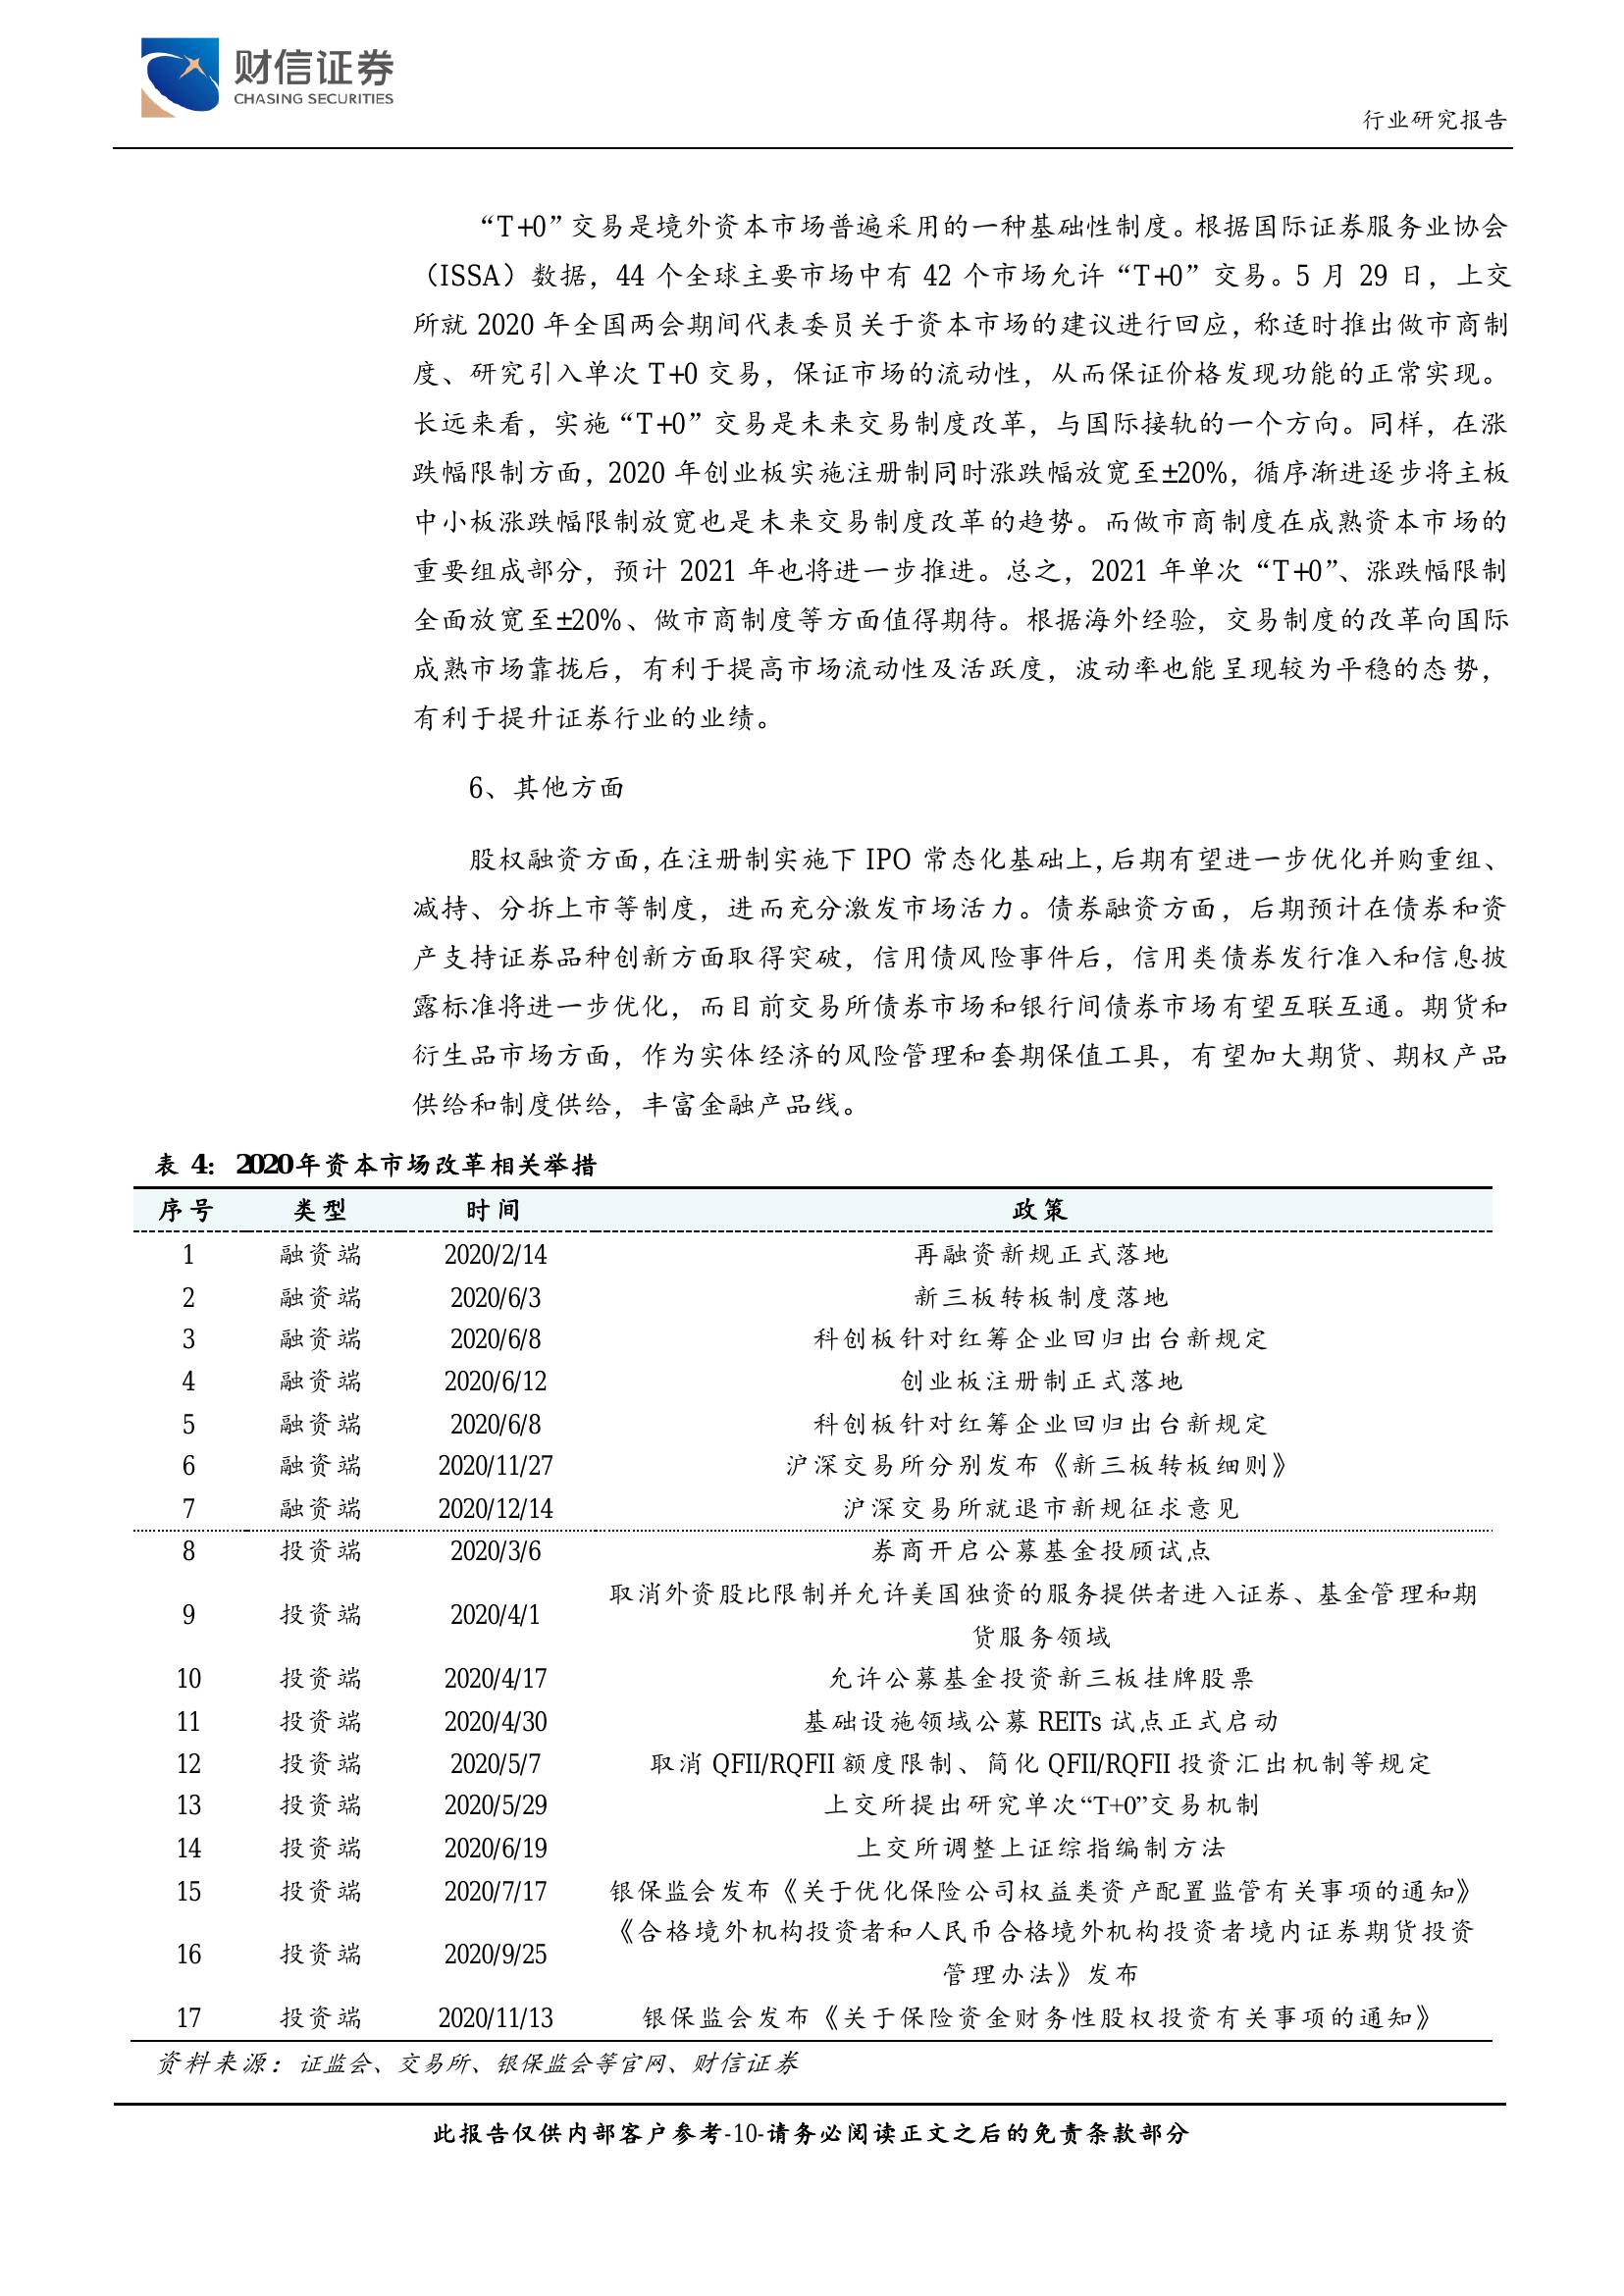 财信证券
CHASING SECURITIES
行业研究报告
“T+0”交易是境外资本市场普遍采用的一种基础性制度。根据国际证券服务业协会
（ISSA）数据，44 个全球主要市场中有 42 个市场允许“T+0”交易。5 月 29 日，上交
所就 2020 年全国两会期间代表委员关于资本市场的建议进行回应，称适时推出做市商制
度、研究引入单次 T+0 交易，保证市场的流动性，从而保证价格发现功能的正常实现。
长远来看，实施“T+0”交易是未来交易制度改革，与国际接轨的一个方向。同样，在涨
跌幅限制方面，2020 年创业板实施注册制同时涨跌幅放宽至±20%，循序渐进逐步将主板
中小板涨跌幅限制放宽也是未来交易制度改革的趋势。而做市商制度在成熟资本市场的
重要组成部分，预计 2021 年也将进一步推进。总之，2021 年单次“T+0”、涨跌幅限制
全面放宽至±20%、做市商制度等方面值得期待。根据海外经验，交易制度的改革向国际
成熟市场靠拢后，有利于提高市场流动性及活跃度，波动率也能呈现较为平稳的态势，
有利于提升证券行业的业绩。
6、其他方面
股权融资方面，在注册制实施下 IPO 常态化基础上，后期有望进一步优化并购重组、
减持、分拆上市等制度，进而充分激发市场活力。债券融资方面，后期预计在债券和资
产支持证券品种创新方面取得突破，信用债风险事件后，信用类债券发行准入和信息披
露标准将进一步优化，而目前交易所债券市场和银行间债券市场有望互联互通。期货和
衍生品市场方面，作为实体经济的风险管理和套期保值工具，有望加大期货、期权产品
供给和制度供给，丰富金融产品线。
表 4：2020年资本市场改革相关举措
序号 类型 时间 政策
1 融资端 2020/2/14 再融资新规正式落地
2 融资端 2020/6/3 新三板转板制度落地
3 融资端 2020/6/8 科创板针对红筹企业回归出台新规定
4 融资端 2020/6/12 创业板注册制正式落地
5 融资端 2020/6/8 科创板针对红筹企业回归出台新规定
6 融资端 2020/11/27 沪深交易所分别发布《新三板转板细则》
7 融资端 2020/12/14 沪深交易所就退市新规征求意见
8 投资端 2020/3/6 券商开启公募基金投顾试点
9 投资端 2020/4/1 取消外资股比限制并允许美国独资的服务提供者进入证券、基金管理和期
货服务领域
10 投资端 2020/4/17 允许公募基金投资新三板挂牌股票
11 投资端 2020/4/30 基础设施领域公募 REITs 试点正式启动
12 投资端 2020/5/7 取消 QFII/RQFII 额度限制、简化 QFII/RQFII 投资汇出机制等规定
13 投资端 2020/5/29 上交所提出研究单次“T+0”交易机制
14 投资端 2020/6/19 上交所调整上证综指编制方法
15 投资端 2020/7/17 银保监会发布《关于优化保险公司权益类资产配置监管有关事项的通知》
16 投资端 2020/9/25 《合格境外机构投资者和人民币合格境外机构投资者境内证券期货投资
管理办法》发布
17 投资端 2020/11/13 银保监会发布《关于保险资金财务性股权投资有关事项的通知》
资料来源：证监会、交易所、银保监会等官网、财信证券
此报告仅供内部客户参考-10-请务必阅读正文之后的免责条款部分